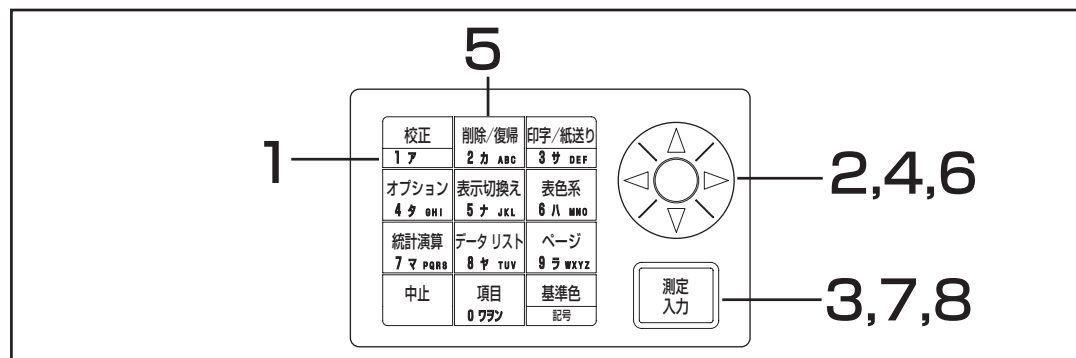 5
1
校正 削除/復帰 印字/紙送り
1 ア 2 カ ABC 3 サ DEF
オプション 表示切換え 表色系
4 タ GHI 5 ナ JKL 6 ハ MNO
統計演算 データリスト ページ
7 マ PQRS 8 ヤ TUV 9 ラ WXYZ
中止 項目 基準色
0 ワヲン 記号
2,4,6
測定
入力
3,7,8